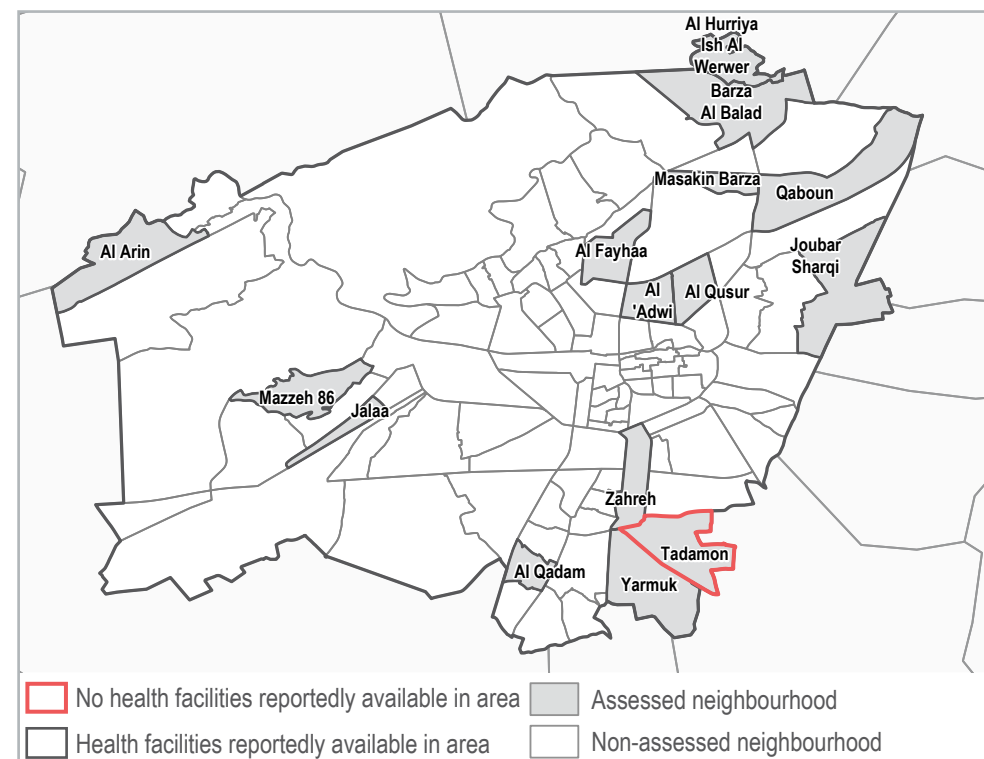 Al Hurriya
Ish Al
Werwer
Barza
Al Balad
Masakin Barza
Qaboun
Al Arin
Al Fayhaa
Joubar
Sharqi
Al
'Adwi
Al Qusur
Mazzeh 86
Jalaa
Zahreh
Tadamon
Al Qadam
Yarmuk
No health facilities reportedly available in area
Assessed neighbourhood
Health facilities reportedly available in area
Non-assessed neighbourhood